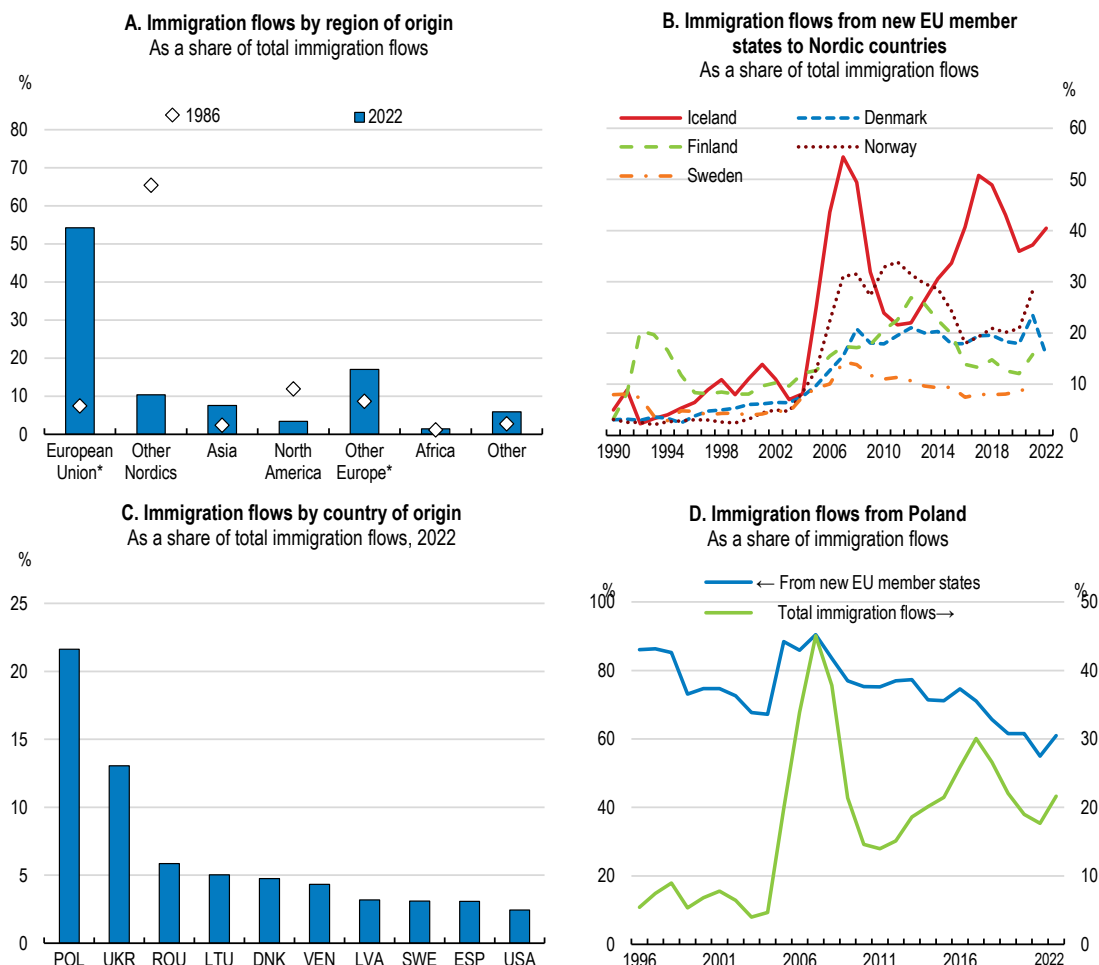 A. Immigration flows by region of origin
As a share of total immigration flows
%
1986
2022
80
70
60
50
40
30
20
10
0
European Union*
Other Nordics
Asia
North America
Other Europe*
Africa
Other
B. Immigration flows from new EU member
states to Nordic countries
As a share of total immigration flows
%
Iceland
Denmark
Finland
Norway
Sweden
60
50
40
30
20
10
0
1990 1994 1998 2002 2006 2010 2014 2018 2022
C. Immigration flows by country of origin
As a share of total immigration flows, 2022
%
25
20
15
10
5
0
POL UKR ROU LTU DNK VEN LVA SWE ESP USA
D. Immigration flows from Poland
As a share of immigration flows
← From new EU member states
Total immigration flows→
%
%
100
80
60
40
20
0
50
40
30
20
10
0
1996 2001 2006 2011 2016 2022